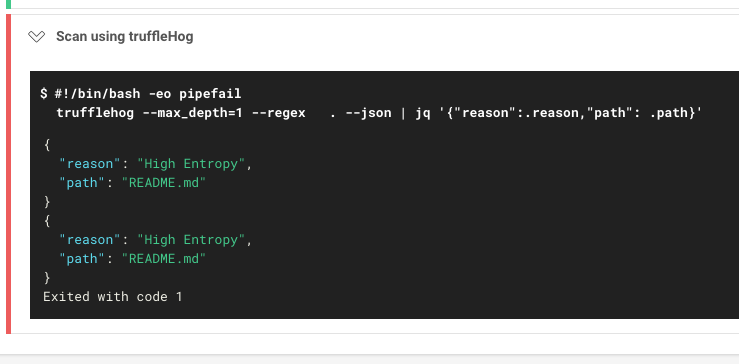 Scan using truffleHog
$ #!/bin/bash -eo pipefail
trufflehog --max_depth=1 --regex   . --json | jq '{"reason":.reason,"path": .path}'
{
"reason": "High Entropy",
"path": "README.md"
}
{
"reason": "High Entropy",
"path": "README.md"
}
Exited with code 1